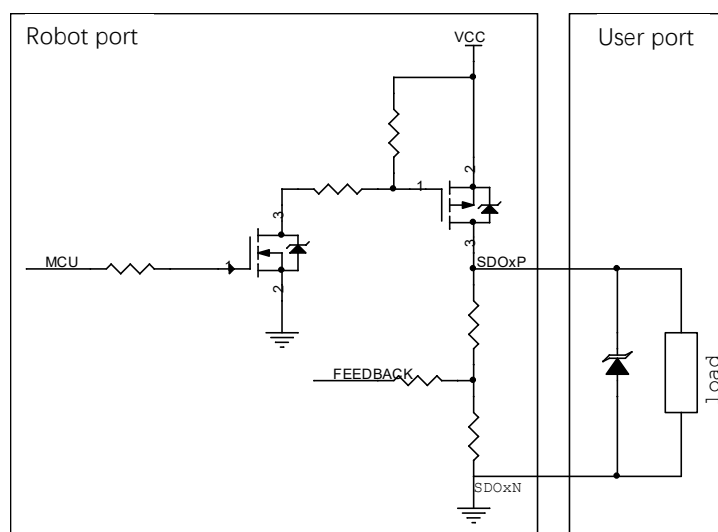 Robot port
User port
VCC
2
1
3
3
MCU
1
2
SDOxP
FEEDBACK
load
SDOxN